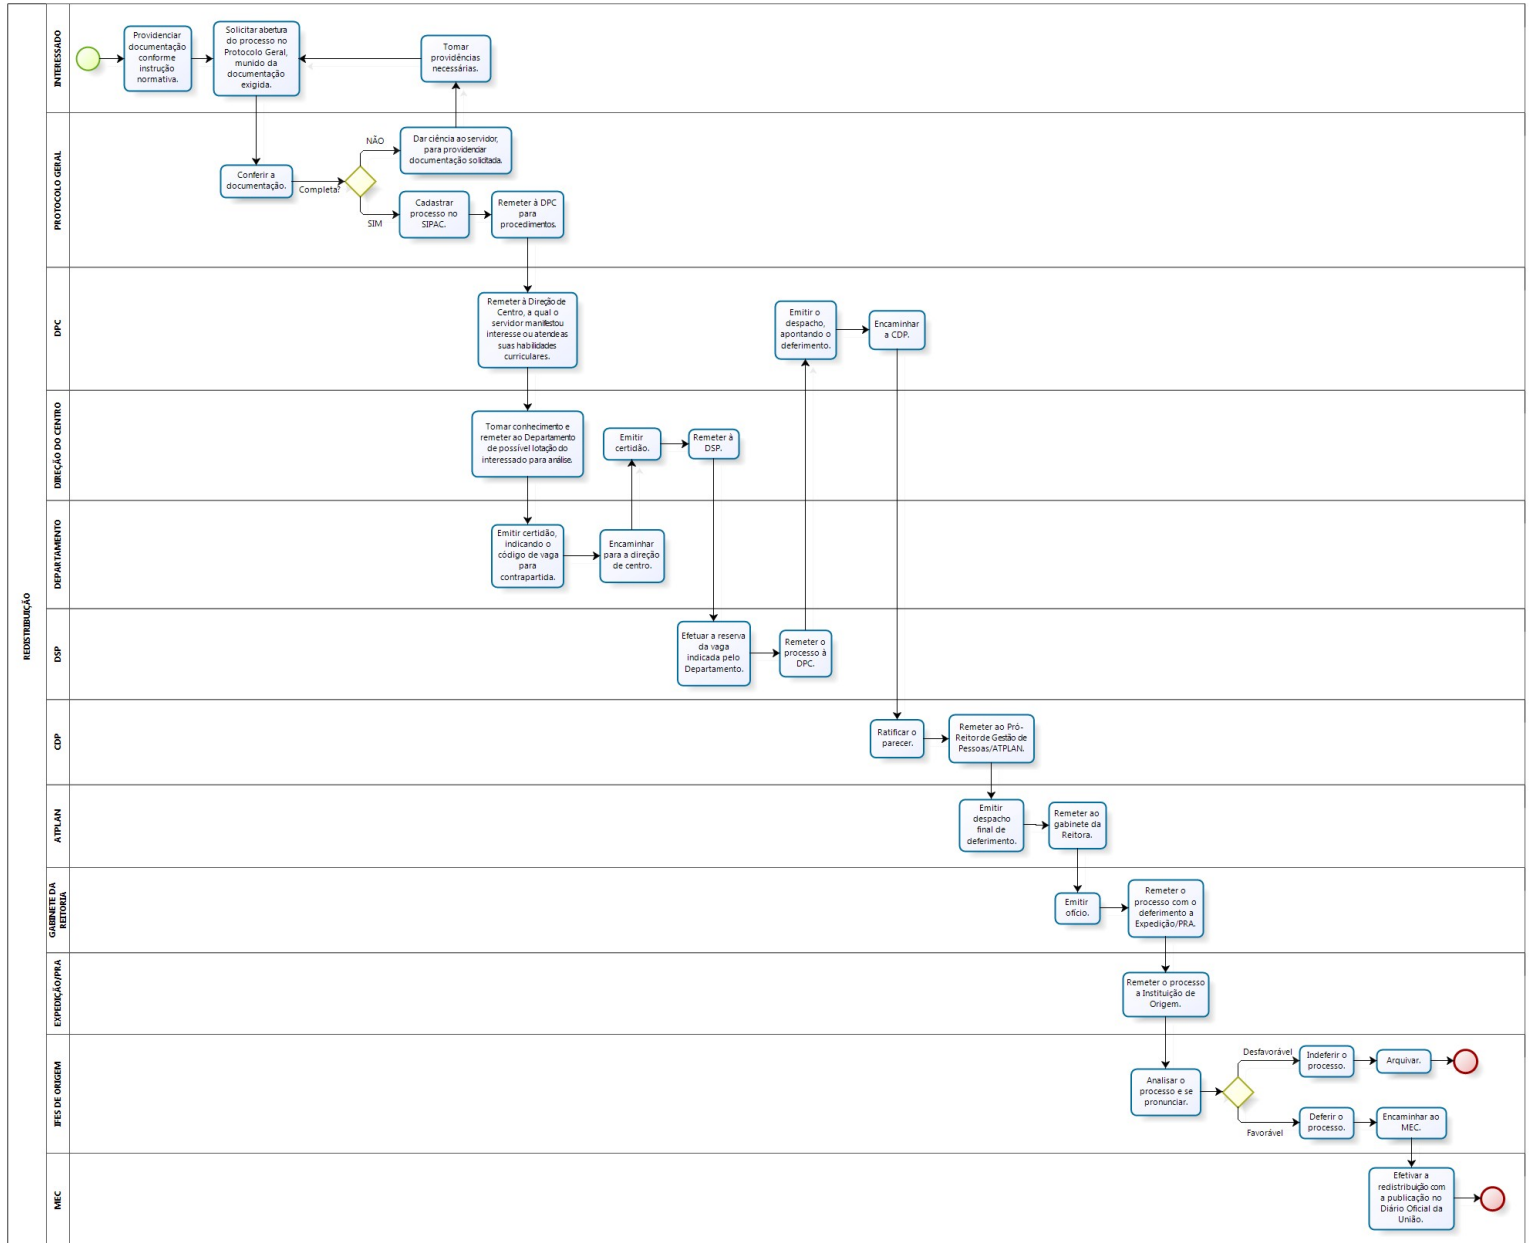 REDISTRIBUIÇÃO
INTERESSADO
Providenciar
documentação
conforme
instrução
normativa.
Solicitar abertura
do processo no
Protocolo Geral,
munido da
documentação
exigida.
Tomar
providências
necessárias.
PROTOCOLO GERAL
Conferir a
documentação.
Completa?
NÃO
Dar ciência ao servidor,
para providenciar
documentação solicitada.
SIM
Cadastrar
processo no
SIPAC.
Remeter à DPC
para
procedimentos.
DPC
Remeter à Direção de
Centro, a qual o
servidor manifestou
interesse ou atende as
suas habilidades
curriculares.
Emitir o
despacho,
apontando o
deferimento.
Encaminhar
a CDP.
DIREÇÃO DO CENTRO
Tomar conhecimento e
remeter ao Departamento
de possível lotação do
interessado para análise.
Emitir
certidão.
Remeter à
DSP.
DEPARTAMENTO
Emitir certidão,
indicando o
código de vaga
para
contrapartida.
Encaminhar
para a direção
de centro.
DSP
Efetuar a reserva
da vaga
indicada pelo
Departamento.
Remeter o
processo à
DPC.
CDP
Ratificar o
parecer.
Remeter ao Pró-
Reitor de Gestão de
Pessoas/ATPLAN.
ATPLAN
Emitir
despacho
final de
deferimento.
Remeter ao
gabinete da
Reitora.
GABINETE DA
REITORIA
Emitir
ofício.
Remeter o
processo com o
deferimento a
Expedição/PRA.
EXPEDIÇÃO/PRA
Remeter o processo
a Instituição de
Origem.
IFES DE ORIGEM
Analisar o
processo e se
pronunciar.
Desfavorável
Indeferir o
processo.
Arquivar.
Favorável
Deferir o
processo.
Encaminhar ao
MEC.
MEC
Efetivar a
redistribuição com
a publicação no
Diário Oficial da
União.